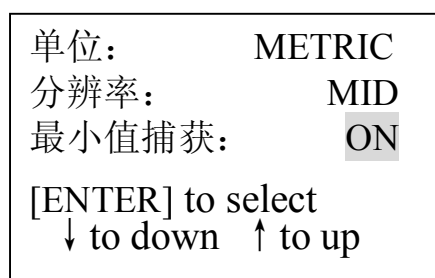 单位： METRIC
分辨率： MID
最小值捕获： ON
[ENTER] to select
↓ to down ↑ to up